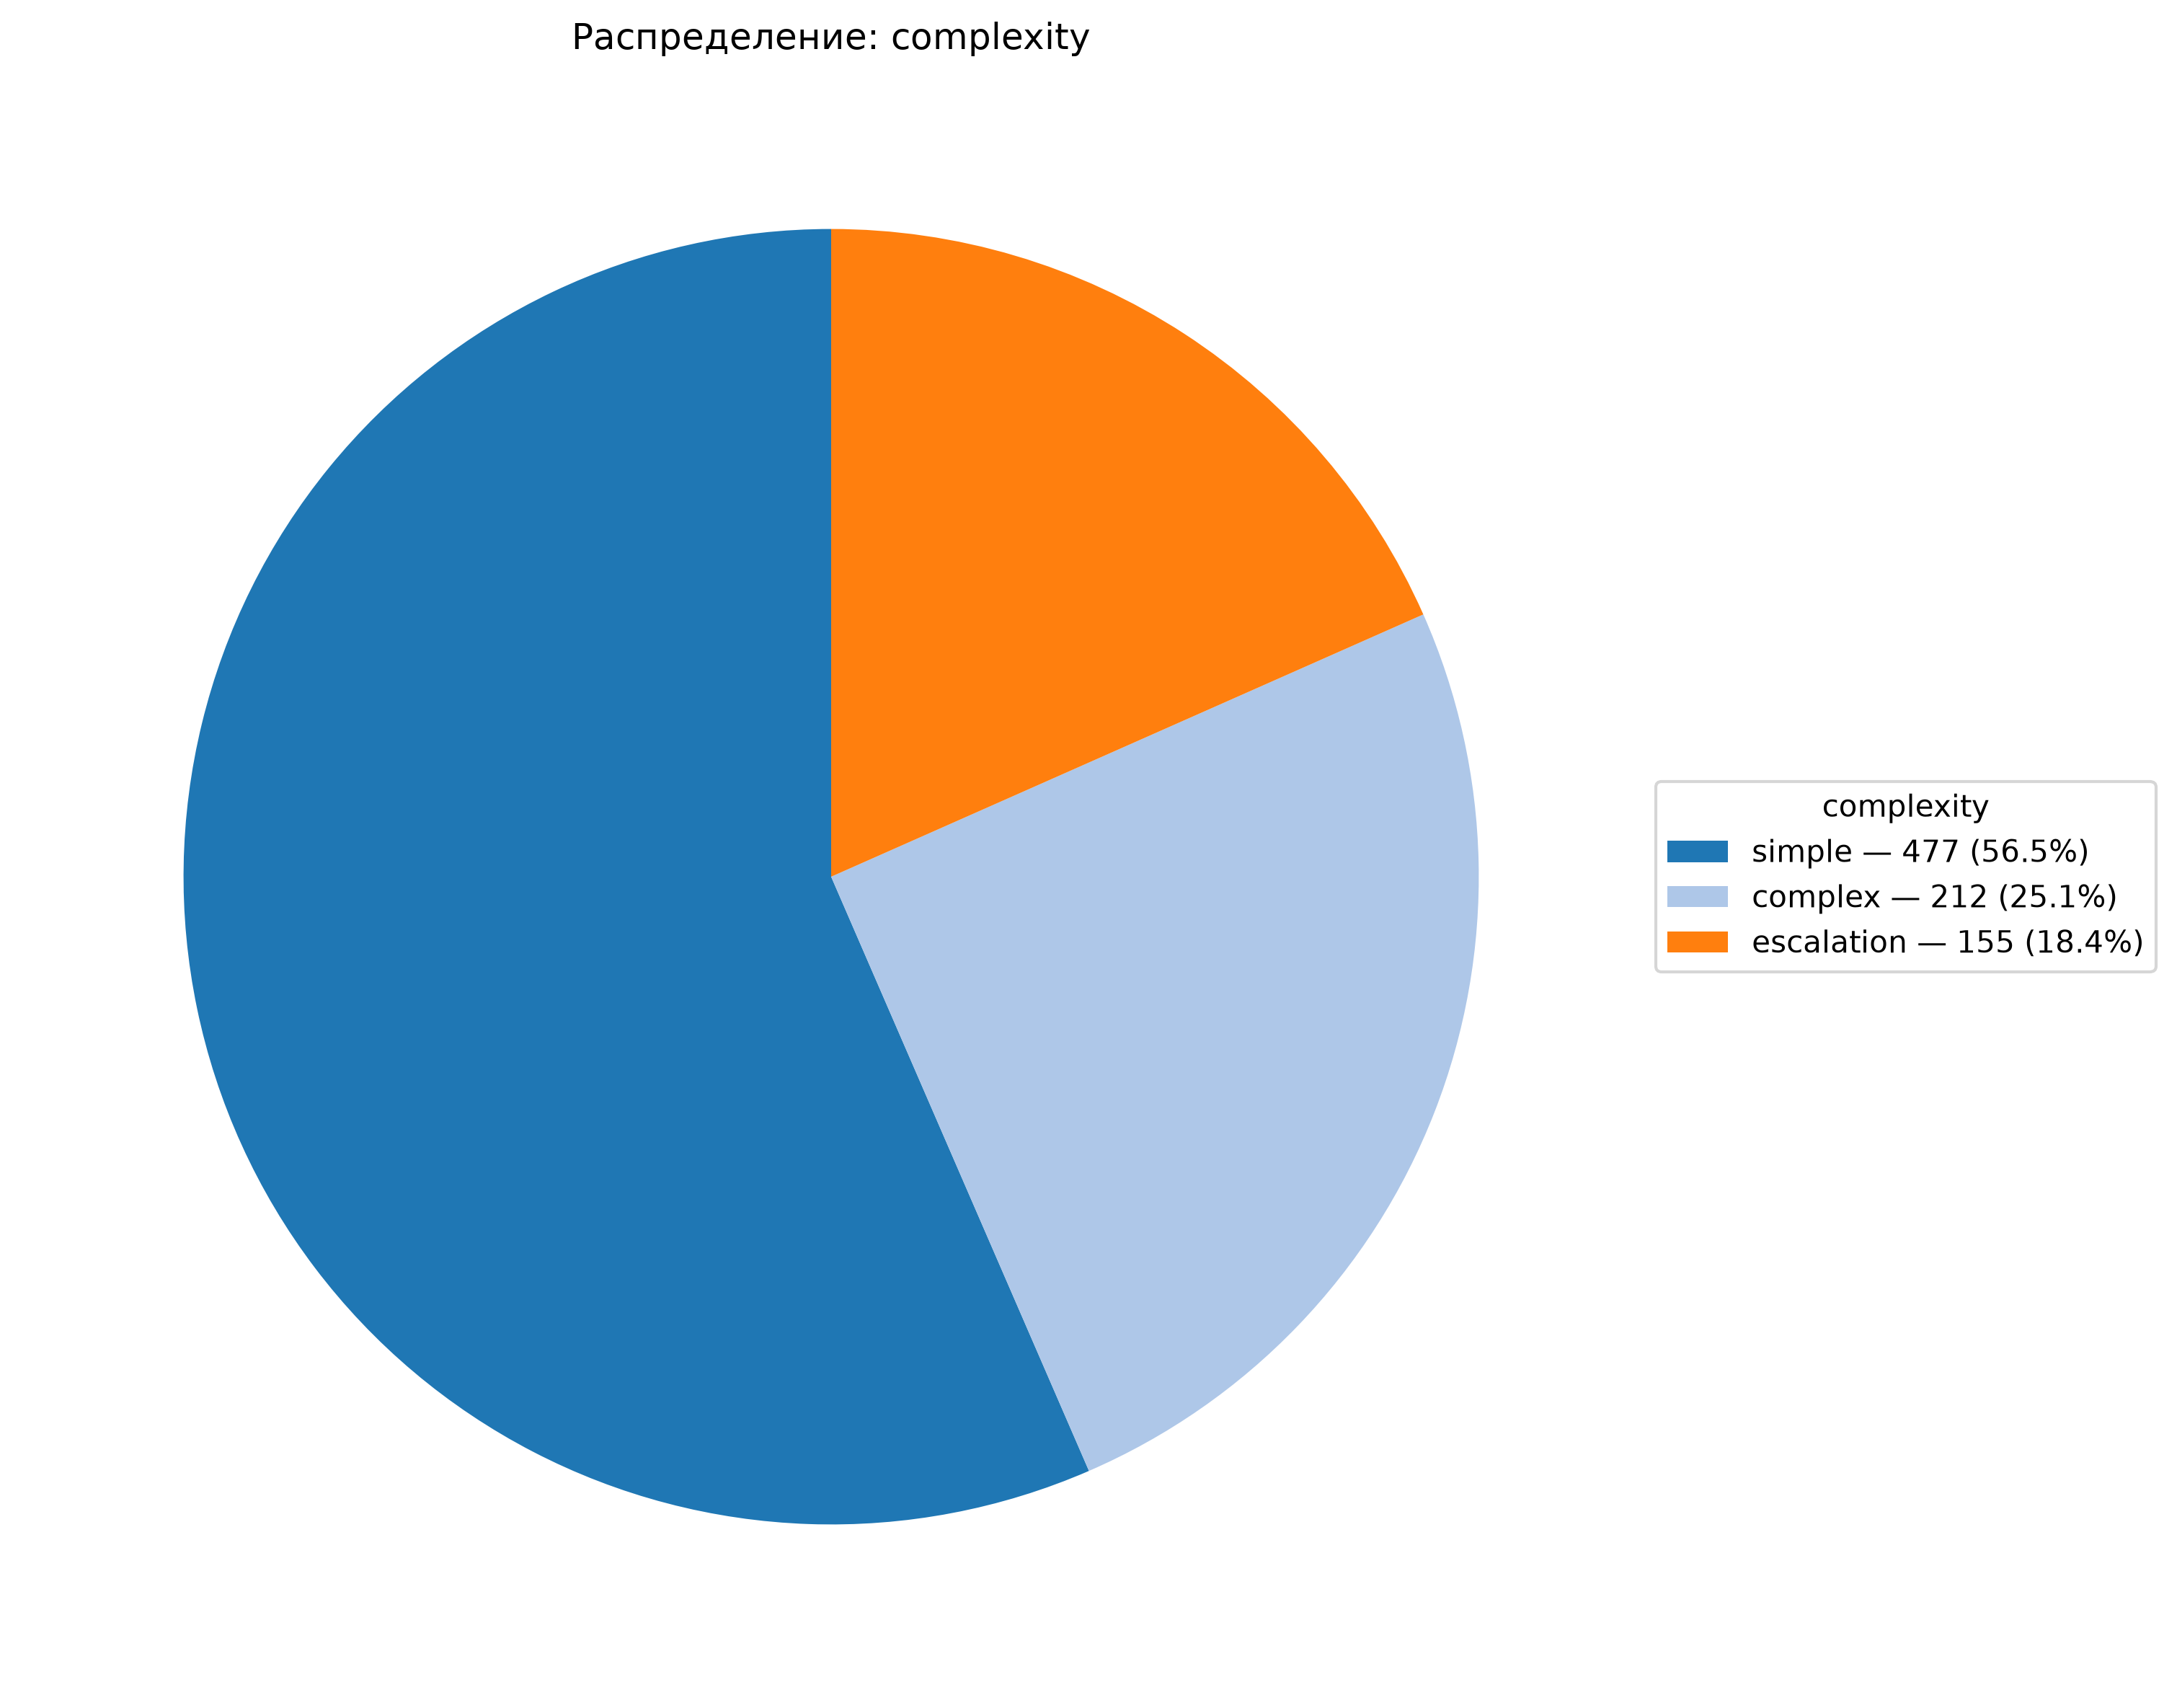 Распределение: complexity
complexity
simple — 477 (56.5%)
complex — 212 (25.1%)
escalation — 155 (18.4%)